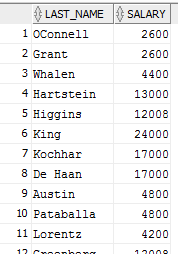 LAST_NAME SALARY
1 OConnell 2600
2 Grant 2600
3 Whalen 4400
4 Hartstein 13000
5 Higgins 12008
6 King 24000
7 Kochhar 17000
8 De Haan 17000
9 Austin 4800
10 Pataballa 4800
11 Lorentz 4200
12 Greenberg 12008